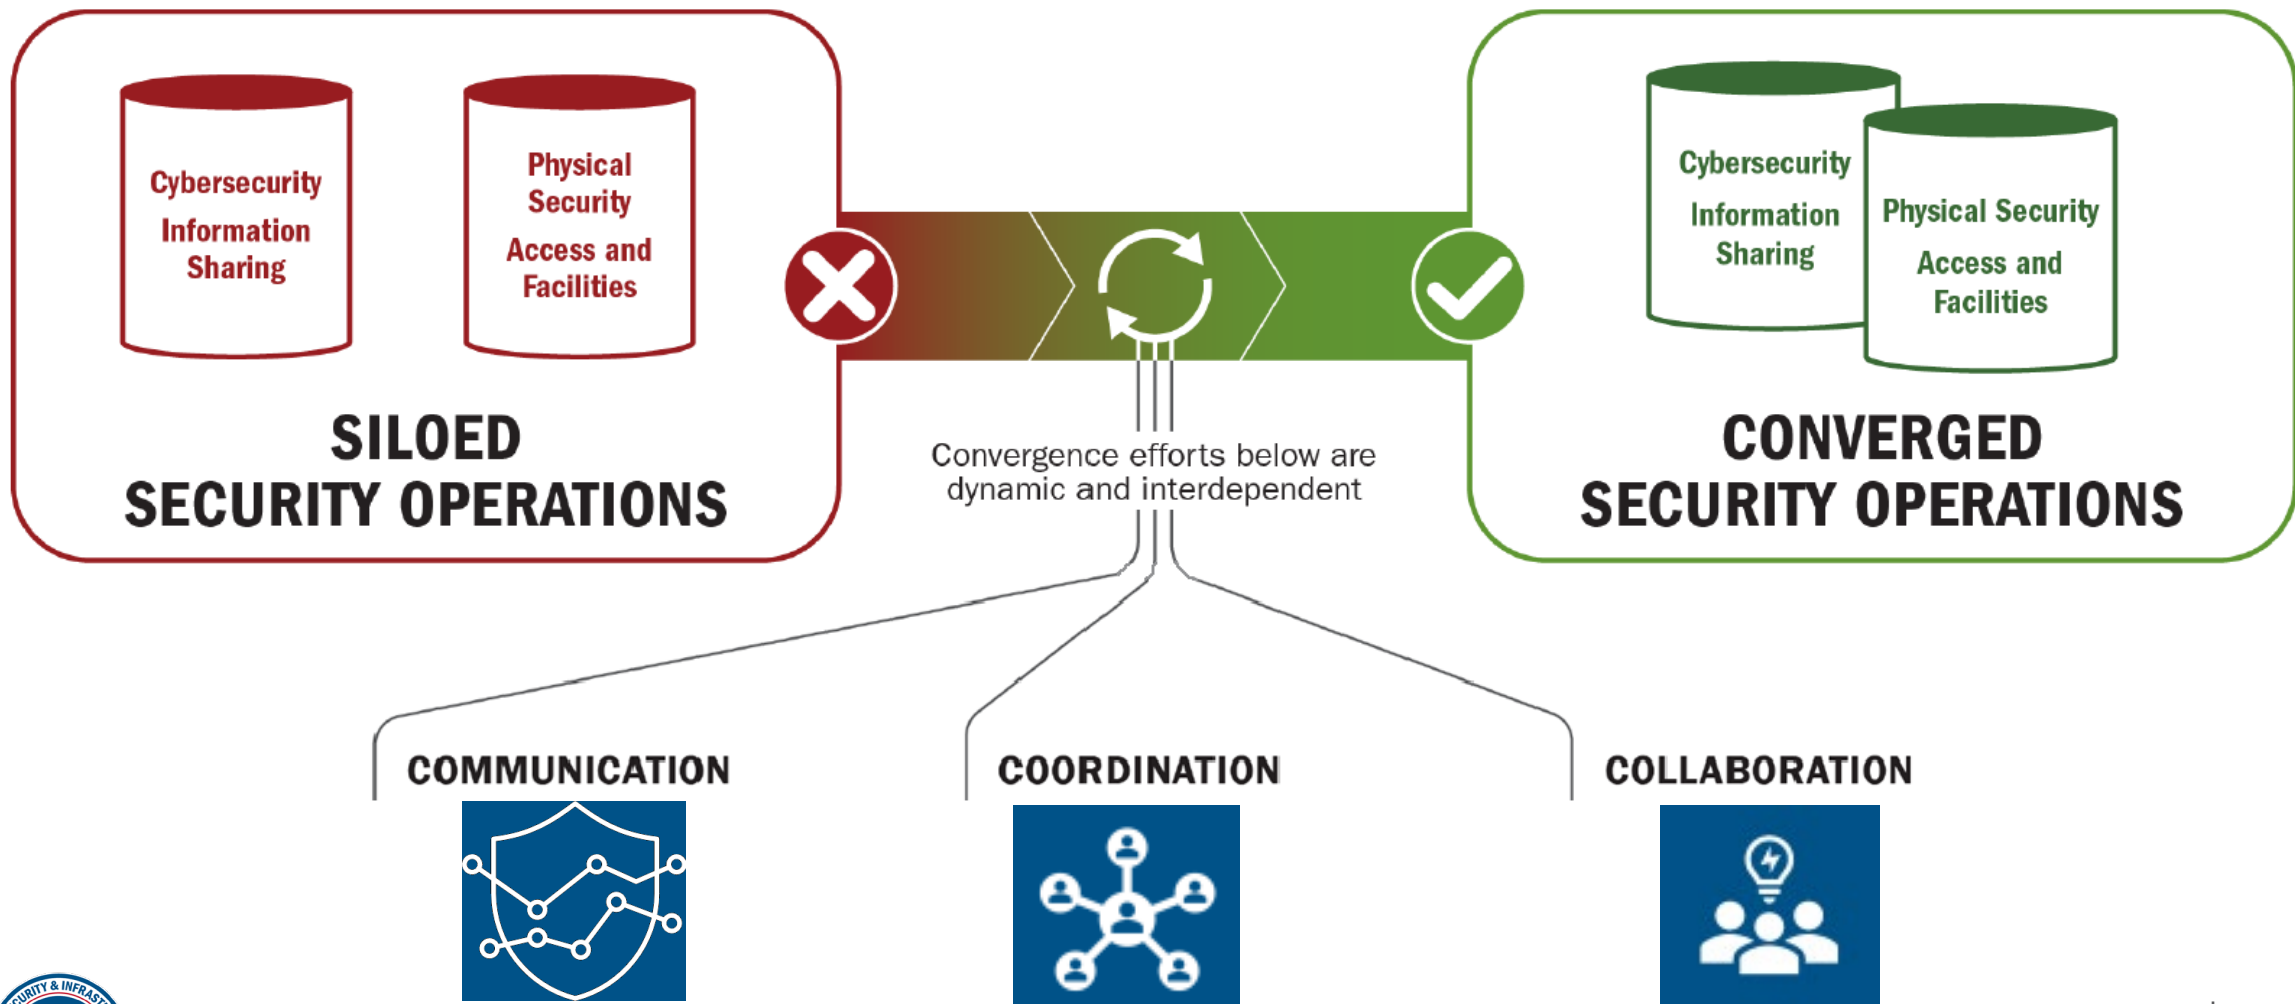 Cybersecurity
Information
Sharing
Physical
Security
Access and
Facilities
SILOED
SECURITY OPERATIONS
Cybersecurity
Information
Sharing
Physical Security
Access and
Facilities
CONVERGED
SECURITY OPERATIONS
Convergence efforts below are
dynamic and interdependent
COMMUNICATION
COORDINATION
COLLABORATION